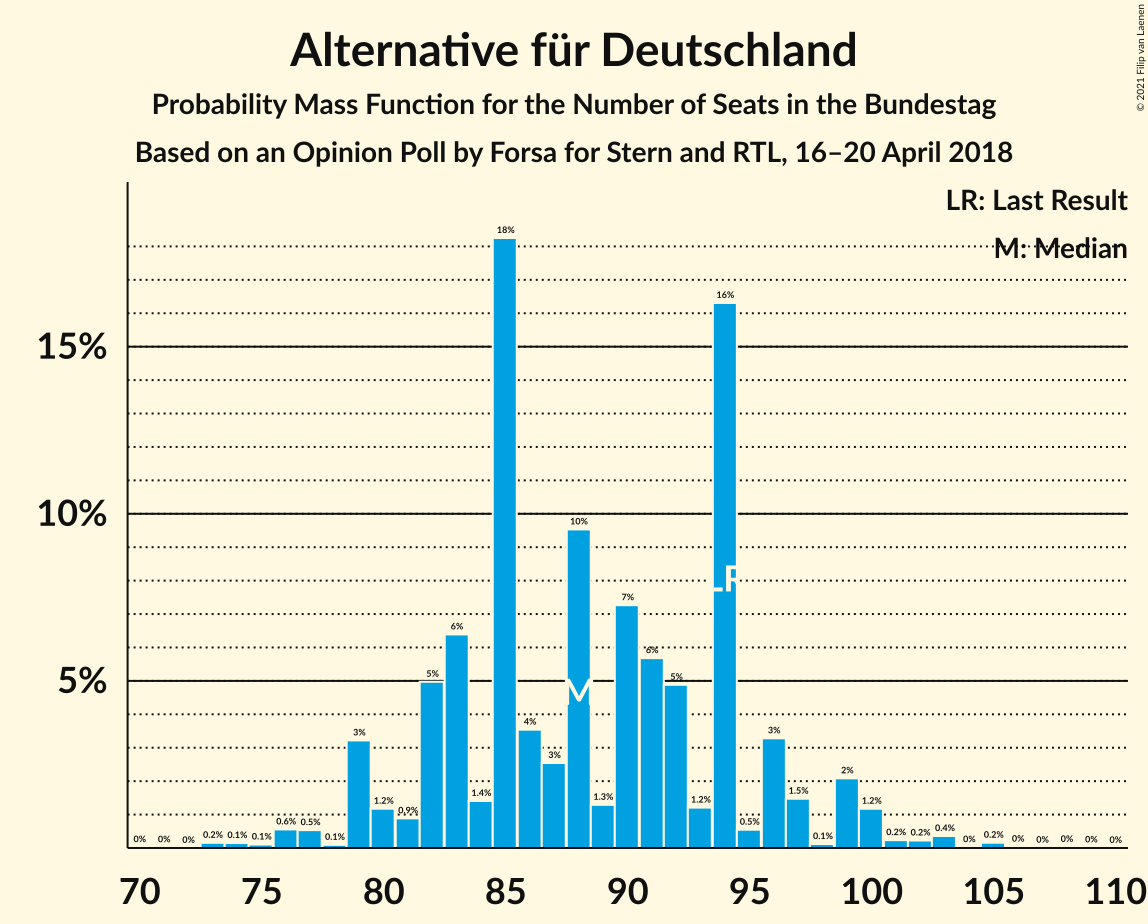 Alternative für Deutschland
Probability Mass Function for the Number of Seats in the Bundestag
Based on an Opinion Poll by Forsa for Stern and RTL, 16–20 April 2018
© 2021 Filip van Laenen
LR: Last Result
M: Median
15%
10%
5%
0% 0% 0% 0.2% 0.1% 0.1% 0.6% 0.5% 0.1% 3% 1.2% 0.9% 5% 6% 1.4% 18% 4% 3% 10% 1.3% 7% 6% 5% 1.2% 16% 0.5% 3% 1.5% 0.1% 2% 1.2% 0.2% 0.2% 0.4% 0% 0.2% 0% 0% 0% 0% 0%
M
LR
70 75 80 85 90 95 100 105 110